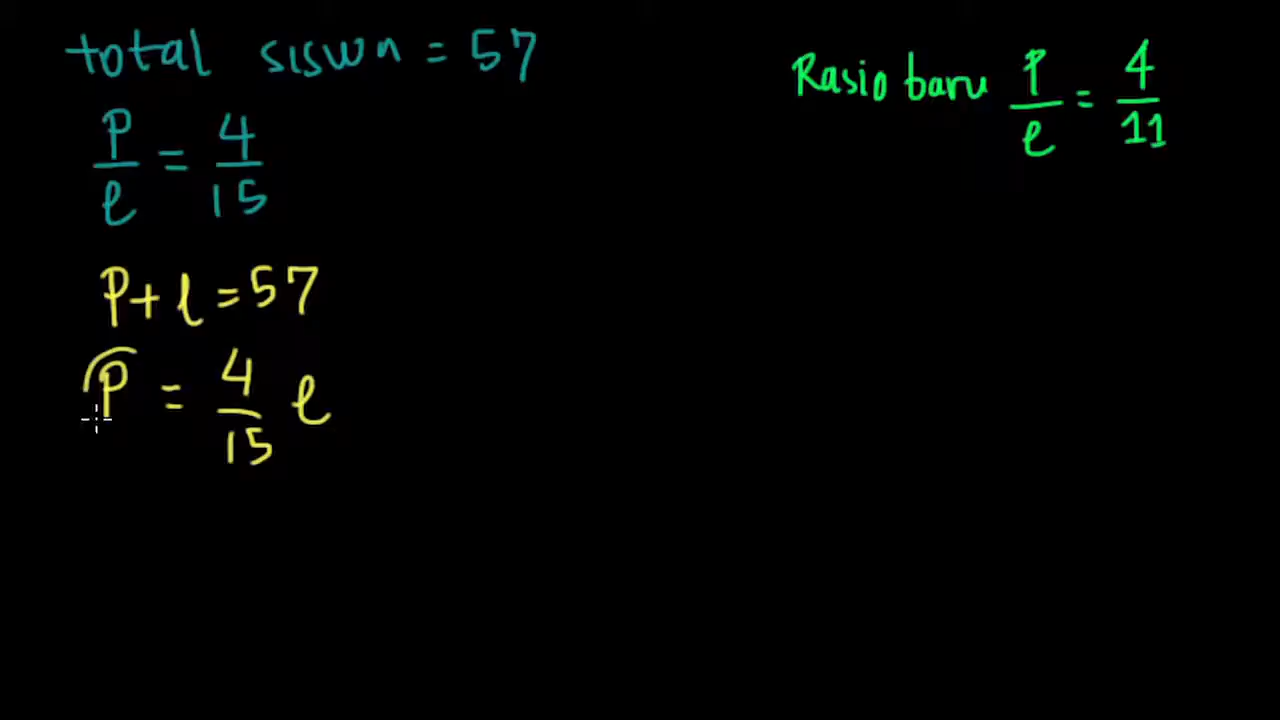 total siswa = 57
P/l = 4/15
P + l = 57
P = 4/15 l
Rasio baru P/l = 4/11